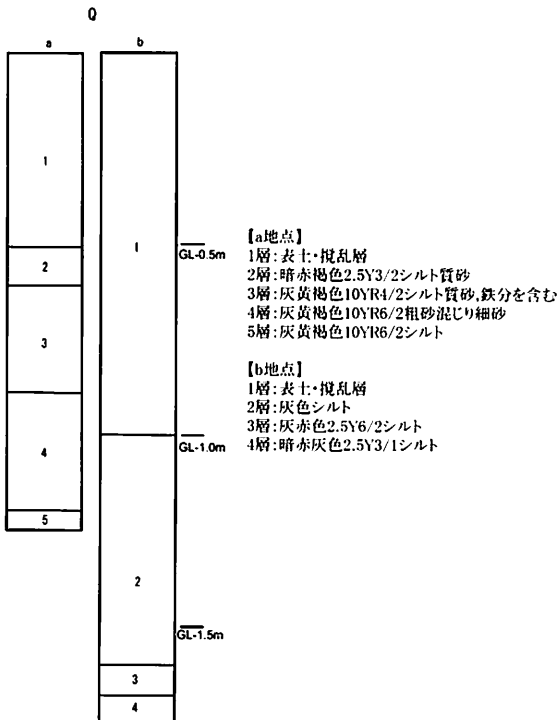 Q
a
b
1
2
3
4
5
1
2
3
4
GL-0.5m
GL-1.0m
GL-1.5m
【a地点】
1層:表土・撹乱層
2層:暗赤褐色2.5Y3/2シルト質砂
3層:灰黄褐色10YR4/2シルト質砂,鉄分を含む
4層:灰黄褐色10YR6/2粗砂混じり細砂
5層:灰黄褐色10YR6/2シルト
【b地点】
1層:表土・撹乱層
2層:灰色シルト
3層:灰赤色2.5Y6/2シルト
4層:暗赤灰色2.5Y3/1シルト